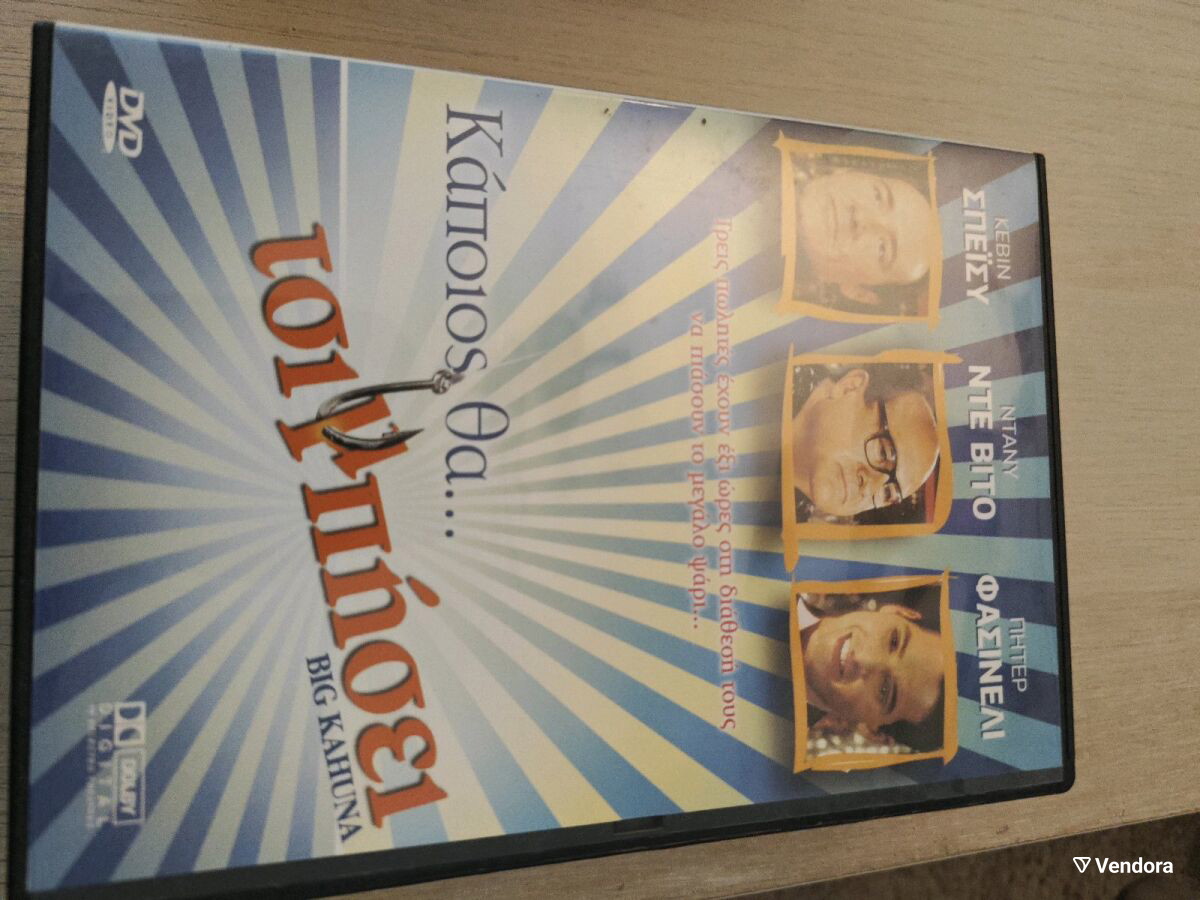 ΚΕΒΙΝ
ΣΠΕΪΣΥ
ΝΤΑΝΥ
ΝΤΕ ΒΙΤΟ
ΠΗΤΕΡ
ΦΑΣΙΝΕΛΙ
Τρεις πωλητές έχουν έξι ώρες στη διάθεσή τους
να πιάσουν το μεγάλο ψάρι...
Κάποιος θα...
τσιμπήσει
BIG KAHUNA
DVD
VIDEO
DOLBY
DIGITAL
Vendora